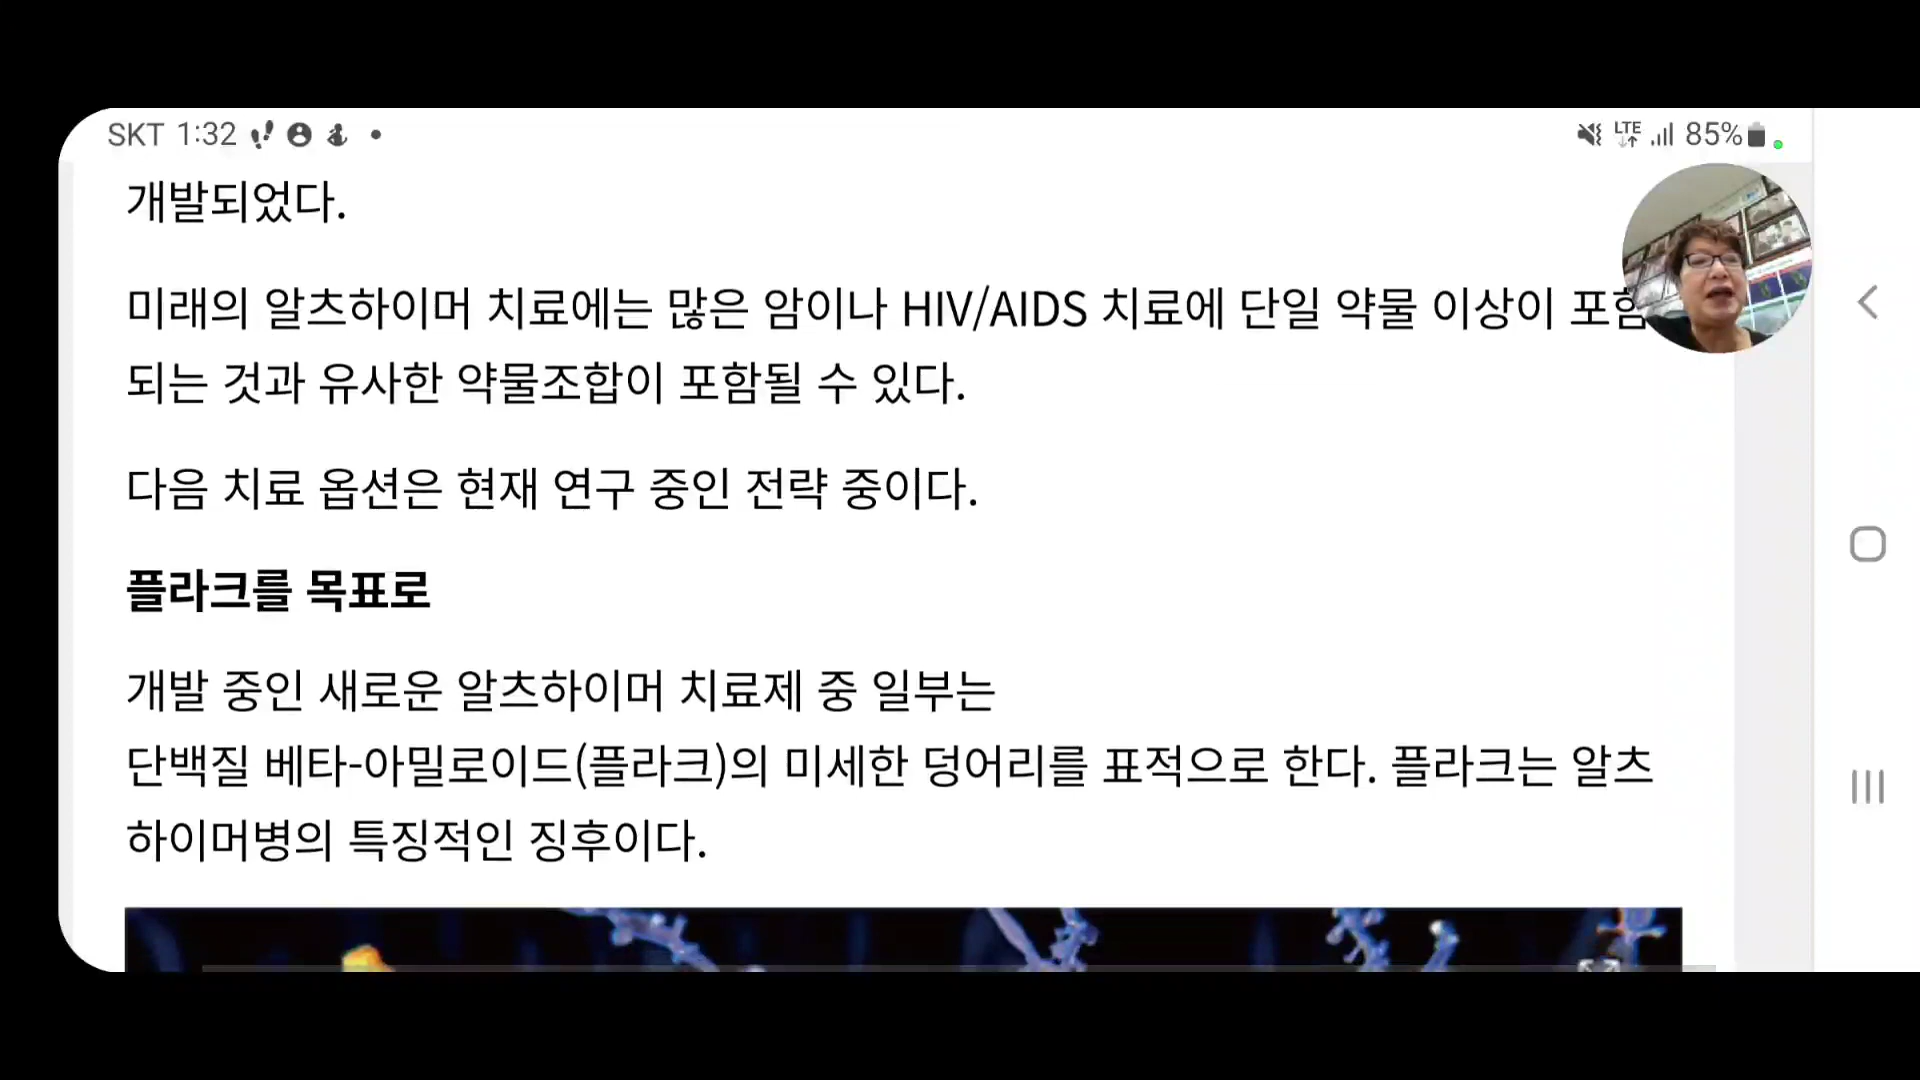 SKT 1:32
LTE 85%
개발되었다.
미래의 알츠하이머 치료에는 많은 암이나 HIV/AIDS 치료에 단일 약물 이상이 포함
되는 것과 유사한 약물조합이 포함될 수 있다.
다음 치료 옵션은 현재 연구 중인 전략 중이다.
플라크를 목표로
개발 중인 새로운 알츠하이머 치료제 중 일부는
단백질 베타-아밀로이드(플라크)의 미세한 덩어리를 표적으로 한다. 플라크는 알츠
하이머병의 특징적인 징후이다.